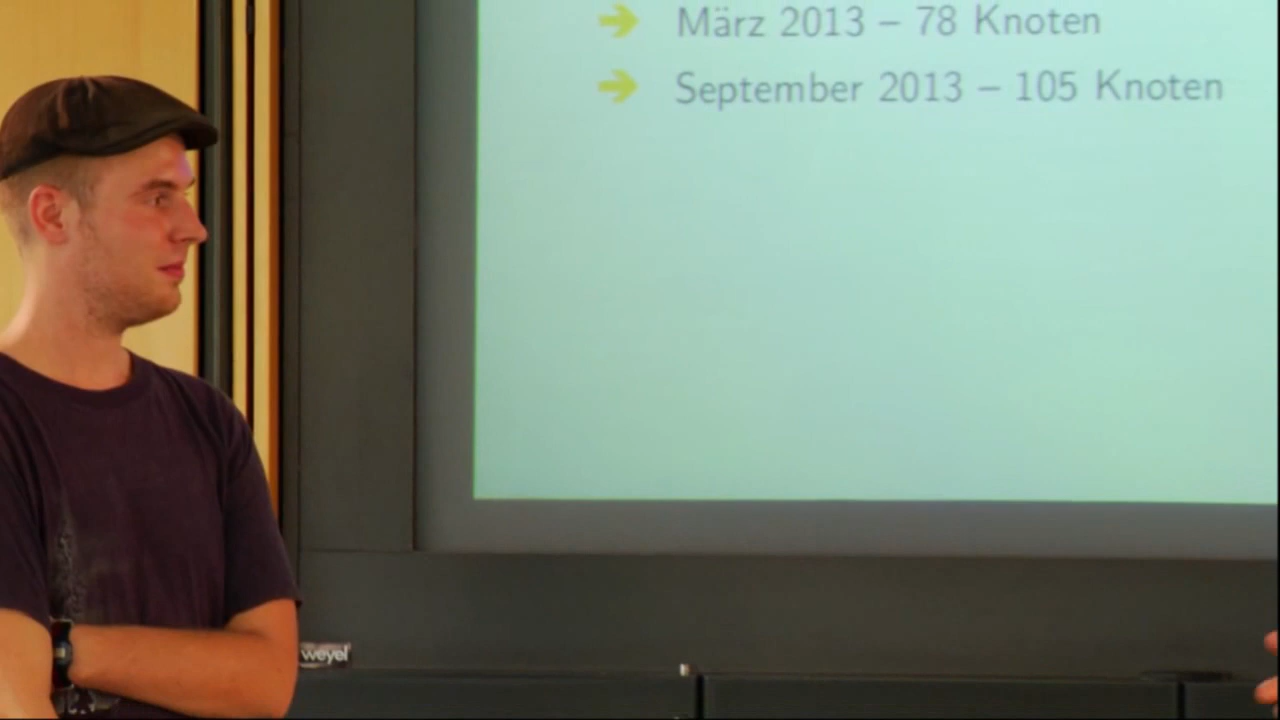 März 2013 – 78 Knoten
September 2013 – 105 Knoten
weyel